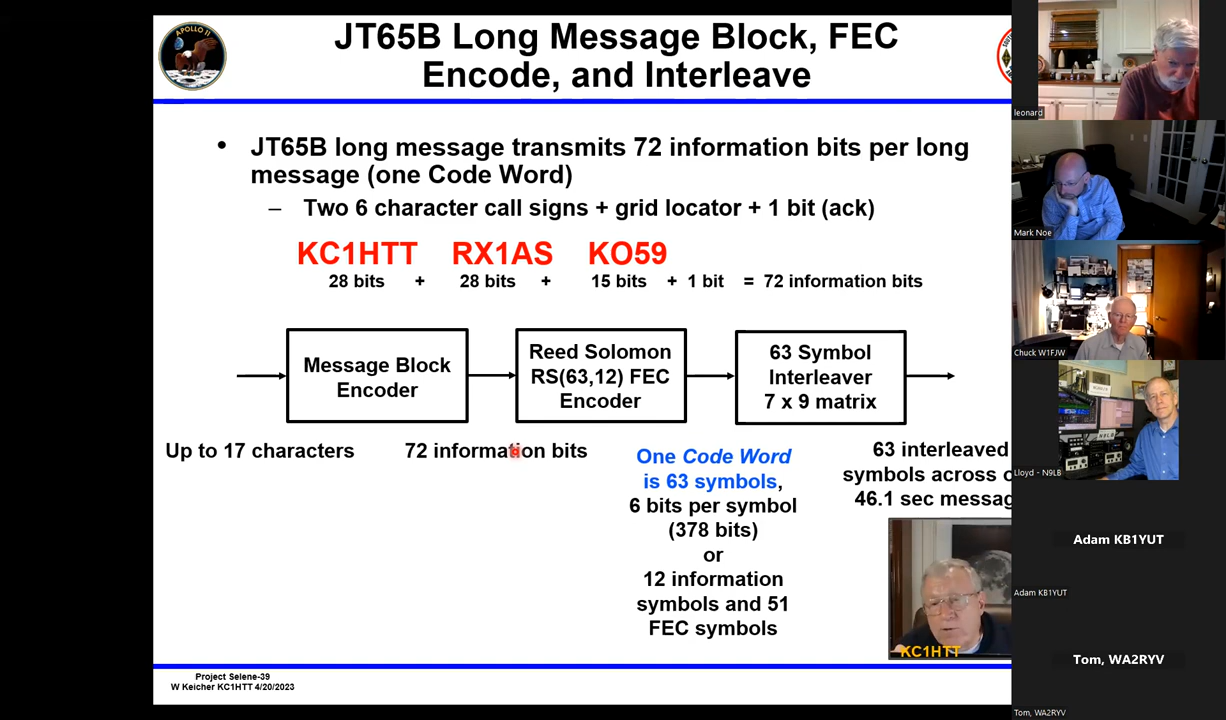 APOLLO 11
JT65B Long Message Block, FEC
Encode, and Interleave
• JT65B long message transmits 72 information bits per long
message (one Code Word)
– Two 6 character call signs + grid locator + 1 bit (ack)
KC1HTT RX1AS KO59
28 bits + 28 bits + 15 bits + 1 bit = 72 information bits
Message Block
Encoder
Reed Solomon
RS(63,12) FEC
Encoder
63 Symbol
Interleaver
7 x 9 matrix
Up to 17 characters
72 information bits
One Code Word
is 63 symbols,
6 bits per symbol
(378 bits)
or
12 information
symbols and 51
FEC symbols
63 interleaved
symbols across
46.1 sec messag
KC1HTT
Project Selene-39
W Keicher KC1HTT 4/20/2023
leonard
Mark Noe
Chuck W1FJW
N9LB
Lloyd - N9LB
Adam KB1YUT
Adam KB1YUT
Tom, WA2RYV
Tom, WA2RYV